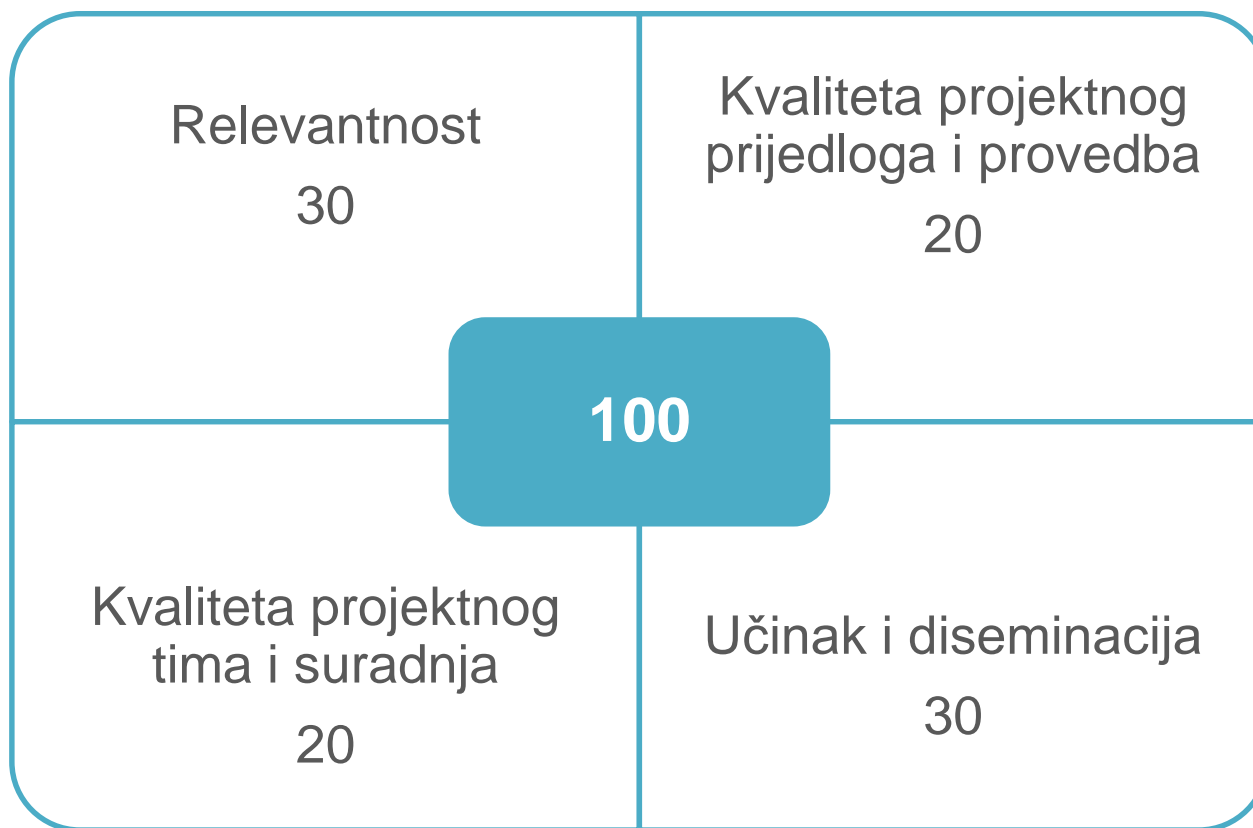 Relevantnost
30
Kvaliteta projektnog
prijedloga i provedba
20
100
Kvaliteta projektnog
tima i suradnja
20
Učinak i diseminacija
30